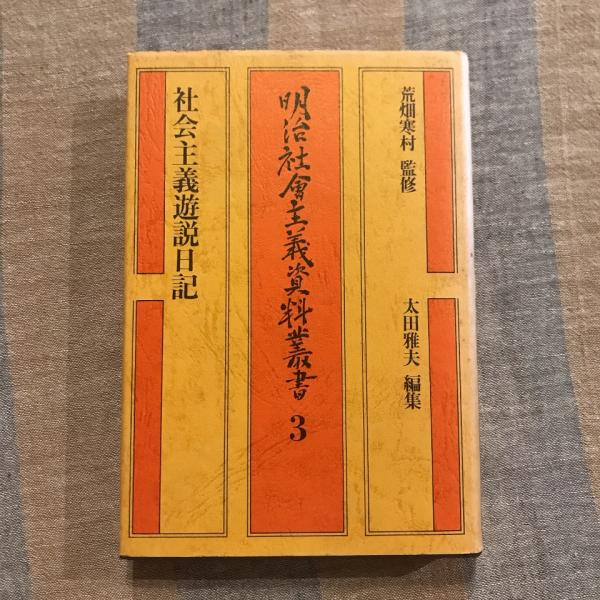 荒畑寒村 監修
太田雅夫 編集
明治社會主義資料叢書 3
社会主義遊説日記